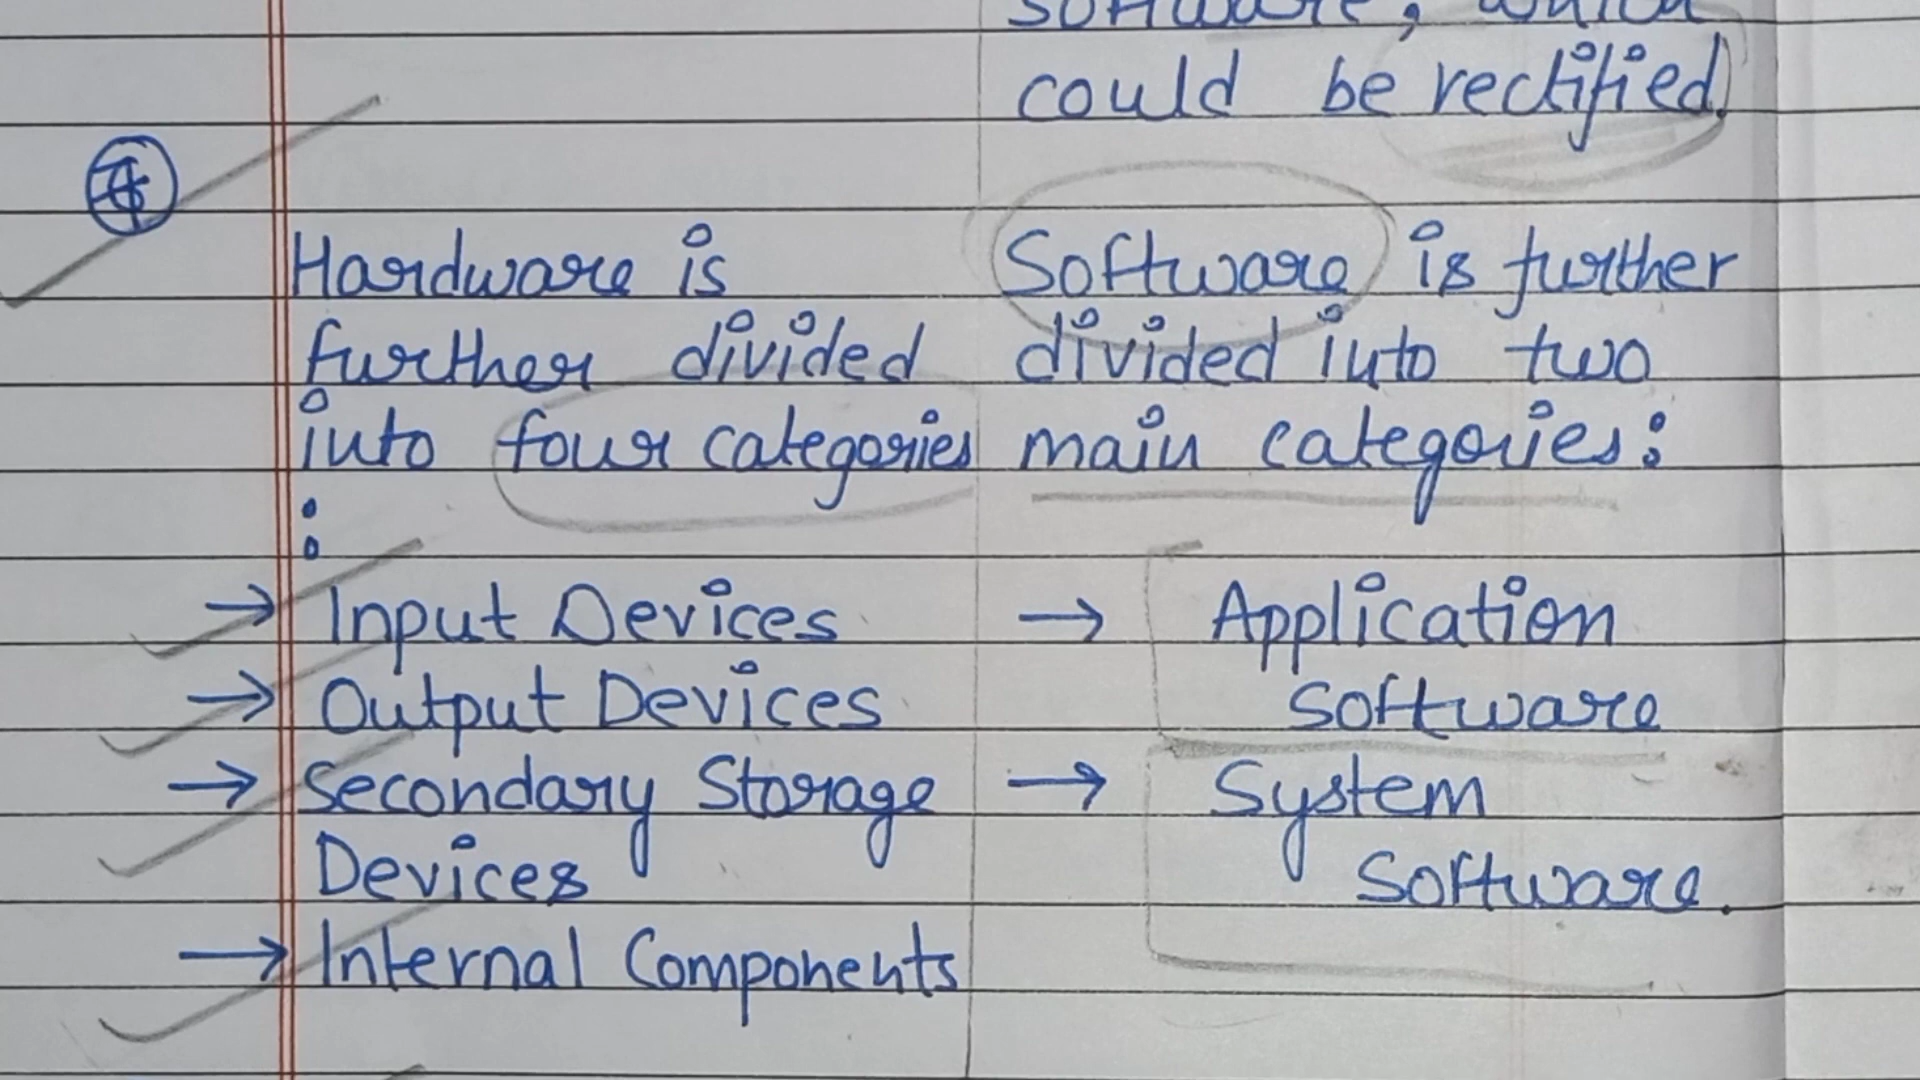 could be rectified.
Hardware is
further divided
into four categories
:
→ Input Devices
→ Output Devices
→ Secondary Storage
Devices
→ Internal Components
Software is further
divided into two
main categories:
→ Application
Software
→ System
Software.